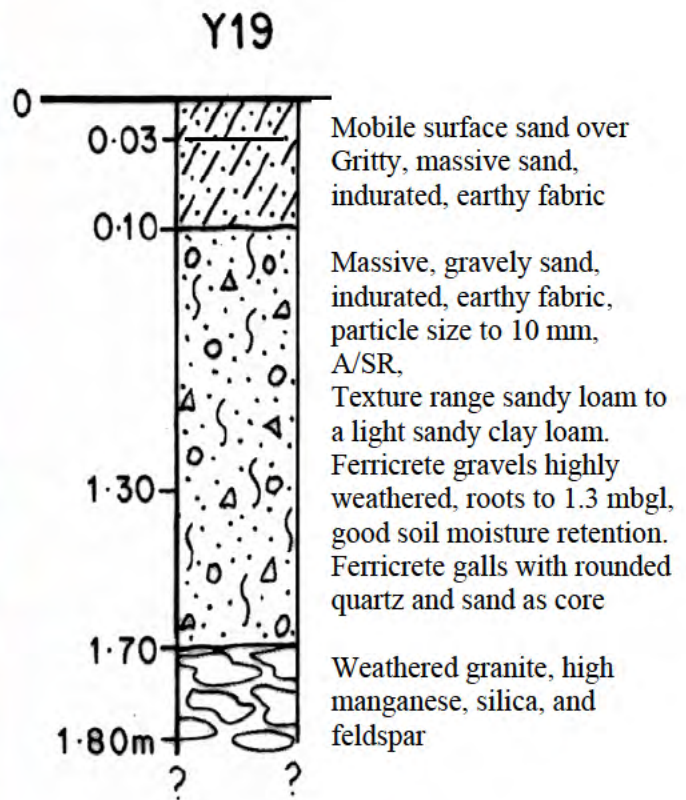 Y19
0
0.03
0.10
1.30
1.70
1.80m
? ?
Mobile surface sand over
Gritty, massive sand,
indurated, earthy fabric
Massive, gravely sand,
indurated, earthy fabric,
particle size to 10 mm,
A/SR,
Texture range sandy loam to
a light sandy clay loam.
Ferricrete gravels highly
weathered, roots to 1.3 mbgl,
good soil moisture retention.
Ferricrete galls with rounded
quartz and sand as core
Weathered granite, high
manganese, silica, and
feldspar